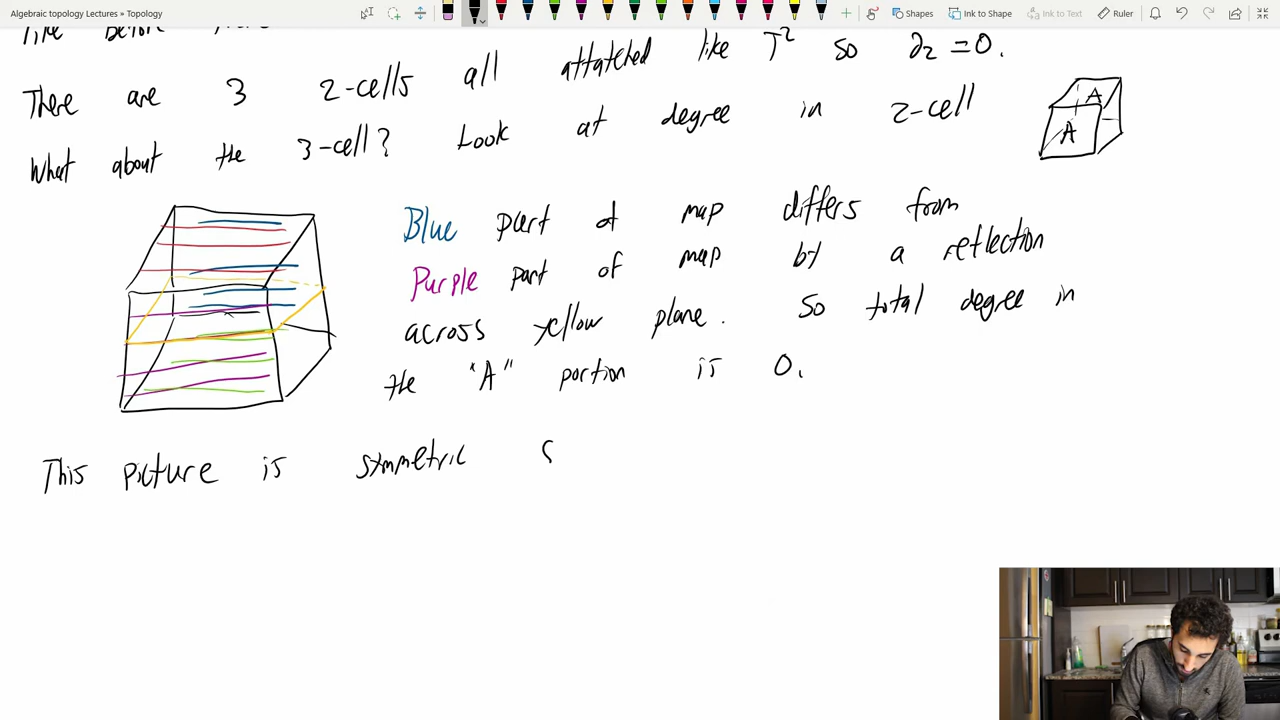 Algebraic topology Lectures » Topology
Shapes Ink to Shape Ink to Text Ruler
before
There are 3 2-cells all attatched like T² so ∂₂ = 0.
What about the 3-cell? Look at degree in 2-cell
A
A
Blue part of map differs from
Purple part of map by a reflection
across yellow plane. So total degree in
the "A" portion is 0.
This picture is symmetric S